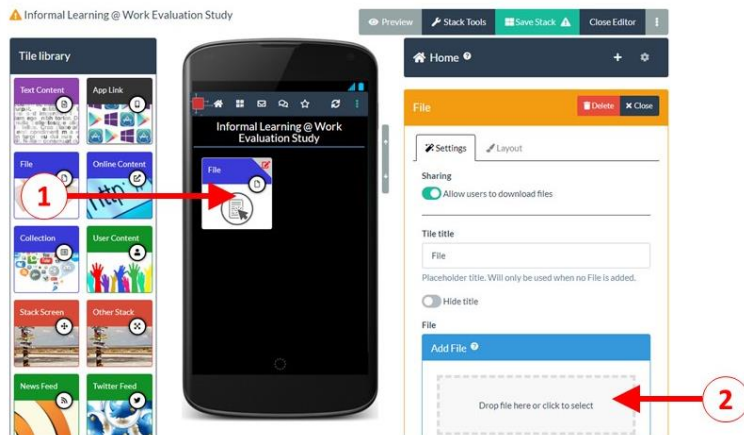 Informal Learning @ Work Evaluation Study
Preview
Stack Tools
Save Stack
Close Editor
Tile library
Text Content
App Link
File
Online Content
Http
Collection
User Content
Stack Screen
Other Stack
News Feed
Twitter Feed
1
Informal Learning @ Work
Evaluation Study
File
Home
File
Delete
Close
Settings
Layout
Sharing
Allow users to download files
Tile title
File
Placeholder title. Will only be used when no File is added.
Hide title
File
Add File
Drop file here or click to select
2